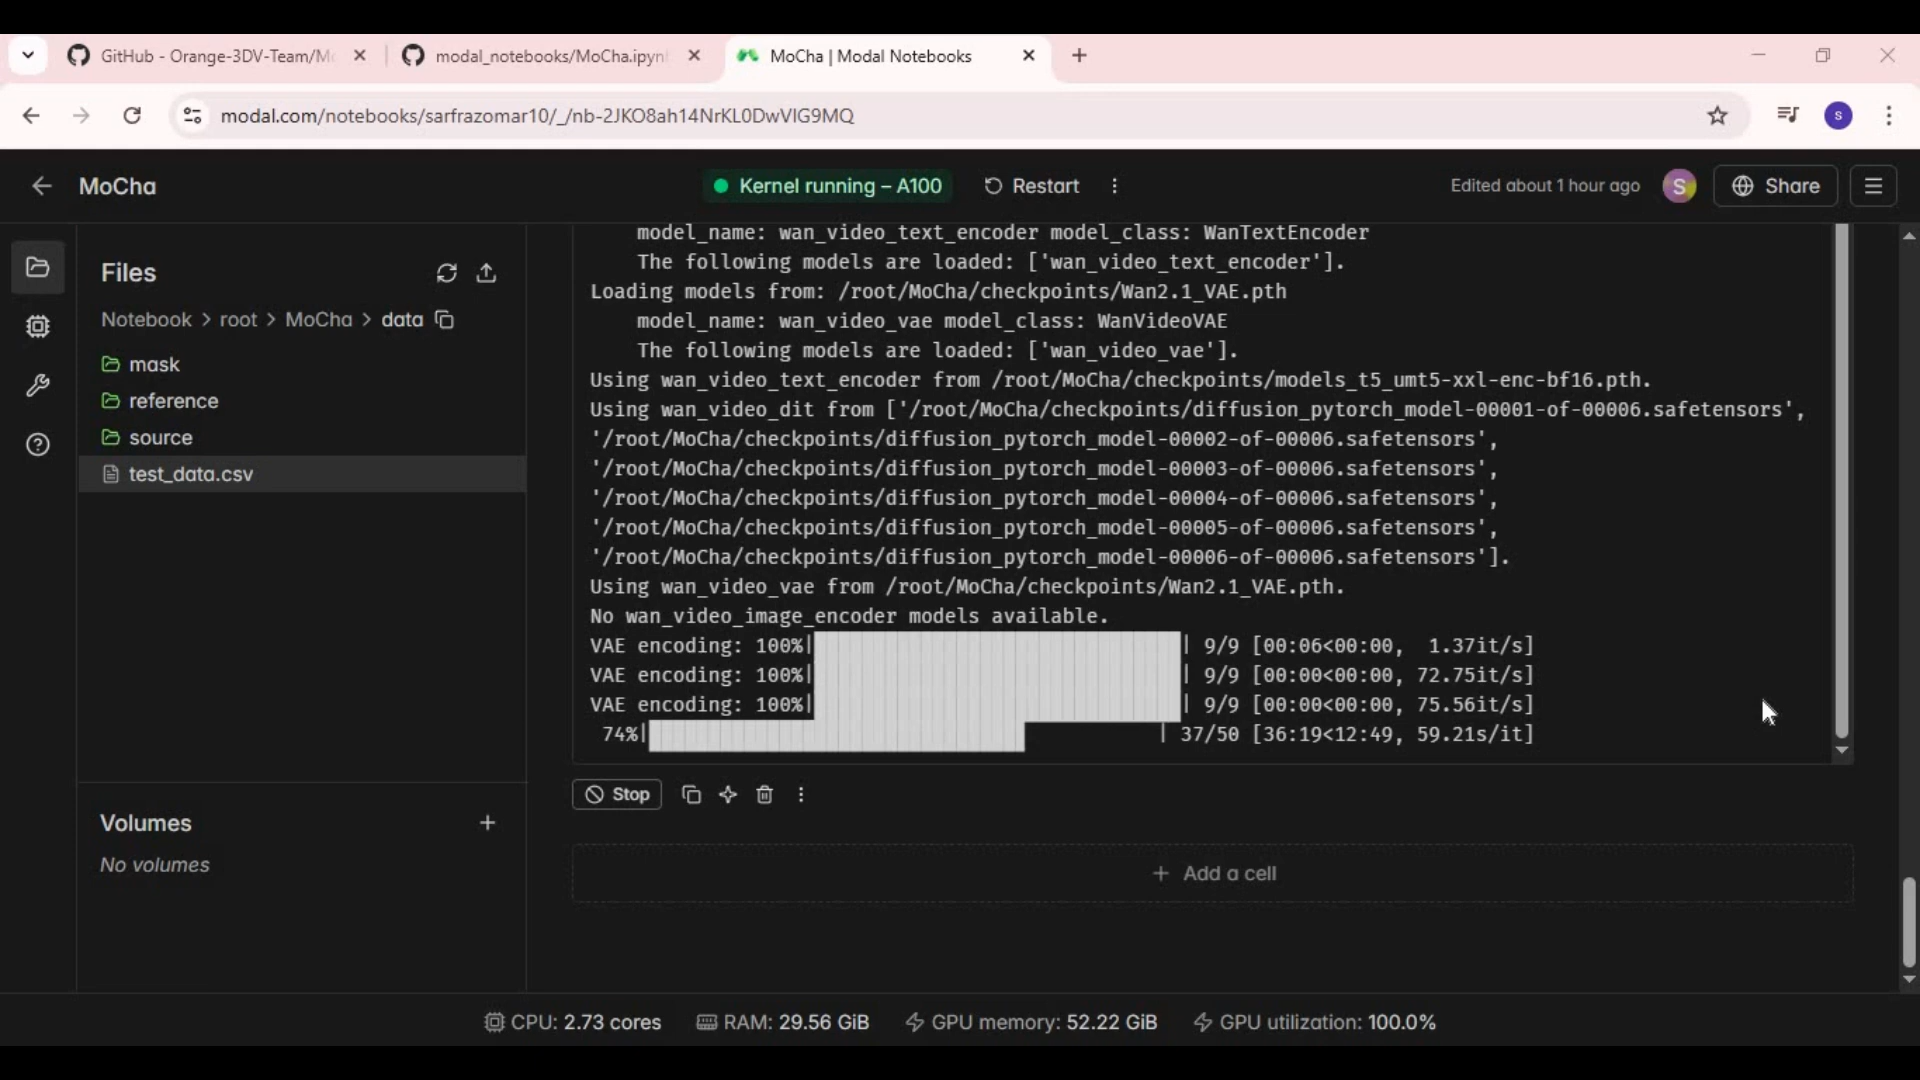 GitHub - Orange-3DV-Team/Mo
modal_notebooks/MoCha.ipyn
MoCha | Modal Notebooks
modal.com/notebooks/sarfrazomar10/_/nb-2JKO8ah14NrKL0DwVIG9MQ
S
MoCha
Kernel running – A100
Restart
Edited about 1 hour ago
S
Share
Files
Notebook > root > MoCha > data
mask
reference
source
test_data.csv
Volumes
No volumes
model_name: wan_video_text_encoder model_class: WanTextEncoder
The following models are loaded: ['wan_video_text_encoder'].
Loading models from: /root/MoCha/checkpoints/Wan2.1_VAE.pth
model_name: wan_video_vae model_class: WanVideoVAE
The following models are loaded: ['wan_video_vae'].
Using wan_video_text_encoder from /root/MoCha/checkpoints/models_t5_umt5-xxl-enc-bf16.pth.
Using wan_video_dit from ['/root/MoCha/checkpoints/diffusion_pytorch_model-00001-of-00006.safetensors',
'/root/MoCha/checkpoints/diffusion_pytorch_model-00002-of-00006.safetensors',
'/root/MoCha/checkpoints/diffusion_pytorch_model-00003-of-00006.safetensors',
'/root/MoCha/checkpoints/diffusion_pytorch_model-00004-of-00006.safetensors',
'/root/MoCha/checkpoints/diffusion_pytorch_model-00005-of-00006.safetensors',
'/root/MoCha/checkpoints/diffusion_pytorch_model-00006-of-00006.safetensors'].
Using wan_video_vae from /root/MoCha/checkpoints/Wan2.1_VAE.pth.
No wan_video_image_encoder models available.
VAE encoding: 100%| | 9/9 [00:06<00:00, 1.37it/s]
VAE encoding: 100%| | 9/9 [00:00<00:00, 72.75it/s]
VAE encoding: 100%| | 9/9 [00:00<00:00, 75.56it/s]
74%| | 37/50 [36:19<12:49, 59.21s/it]
Stop
+ Add a cell
CPU: 2.73 cores
RAM: 29.56 GiB
GPU memory: 52.22 GiB
GPU utilization: 100.0%